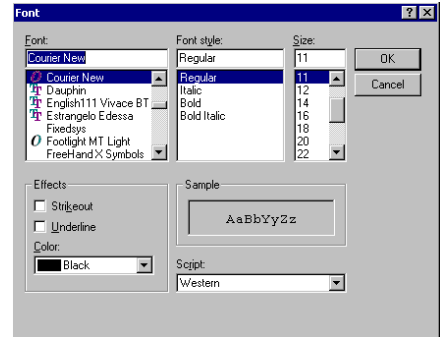 Font
Font: Font style: Size:
Courier New Regular 11 OK
Courier New Regular 11 Cancel
Dauphin Italic 12
English111 Vivace BT Bold 14
Estrangelo Edessa Bold Italic 16
Fixedsys 18
Footlight MT Light 20
FreeHand X Symbols 22
Effects Sample
Strikeout
Underline AaBbYyZz
Color:
Black Script:
Western